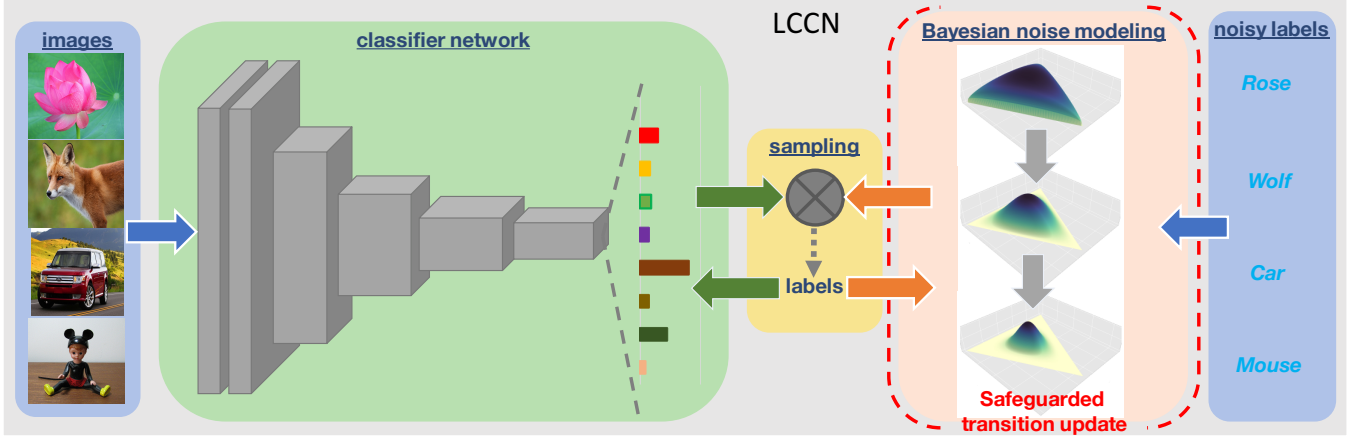 LCCN
images
classifier network
sampling
labels
Bayesian noise modeling
Safeguarded
transition update
noisy labels
Rose
Wolf
Car
Mouse